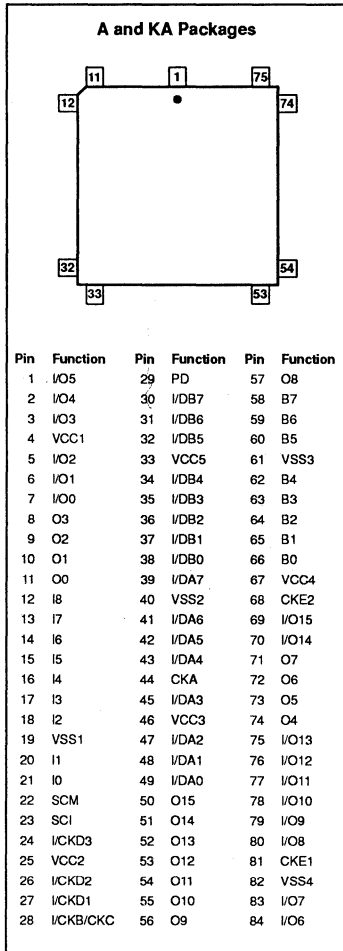 A and KA Packages
11 1 75
12 74
32 54
33 53
Pin Function Pin Function Pin Function
1 I/O5 29 PD 57 O8
2 I/O4 30 I/DB7 58 B7
3 I/O3 31 I/DB6 59 B6
4 VCC1 32 I/DB5 60 B5
5 I/O2 33 VCC5 61 VSS3
6 I/O1 34 I/DB4 62 B4
7 I/O0 35 I/DB3 63 B3
8 O3 36 I/DB2 64 B2
9 O2 37 I/DB1 65 B1
10 O1 38 I/DB0 66 B0
11 O0 39 I/DA7 67 VCC4
12 I8 40 VSS2 68 CKE2
13 I7 41 I/DA6 69 I/O15
14 I6 42 I/DA5 70 I/O14
15 I5 43 I/DA4 71 O7
16 I4 44 CKA 72 O6
17 I3 45 I/DA3 73 O5
18 I2 46 VCC3 74 O4
19 VSS1 47 I/DA2 75 I/O13
20 I1 48 I/DA1 76 I/O12
21 I0 49 I/DA0 77 I/O11
22 SCM 50 O15 78 I/O10
23 SCI 51 O14 79 I/O9
24 I/CKD3 52 O13 80 I/O8
25 VCC2 53 O12 81 CKE1
26 I/CKD2 54 O11 82 VSS4
27 I/CKD1 55 O10 83 I/O7
28 I/CKB/CKC 56 O9 84 I/O6